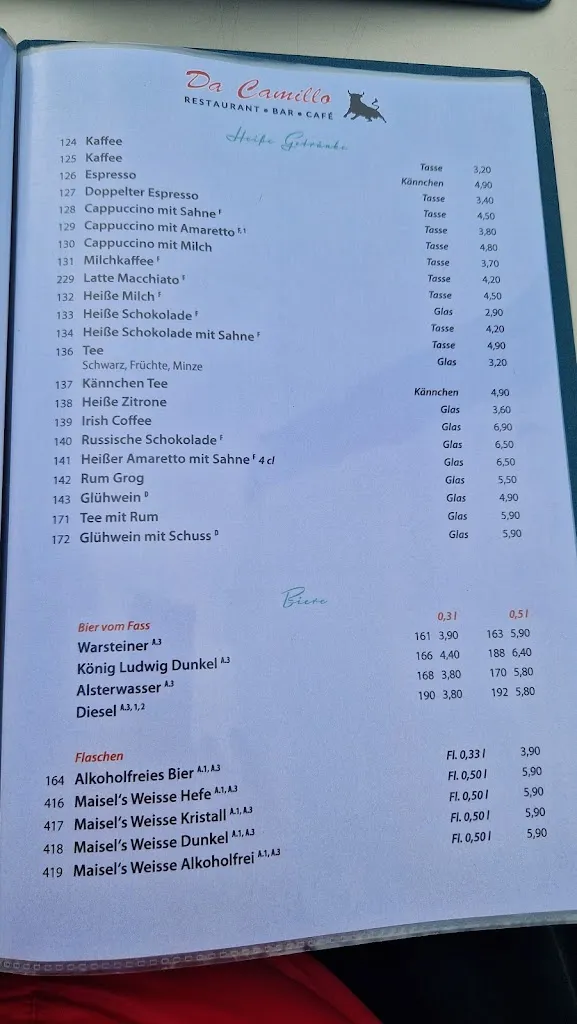 Da Camillo
RESTAURANT • BAR • CAFÉ
Heiße Getränke
124 Kaffee Tasse 3,20
125 Kaffee Kännchen 4,90
126 Espresso Tasse 3,40
127 Doppelter Espresso Tasse 4,50
128 Cappuccino mit Sahne F Tasse 3,80
129 Cappuccino mit Amaretto F, 1 Tasse 4,80
130 Cappuccino mit Milch Tasse 3,70
131 Milchkaffee F Tasse 4,20
229 Latte Macchiato F Tasse 4,50
132 Heiße Milch F Glas 2,90
133 Heiße Schokolade F Tasse 4,20
134 Heiße Schokolade mit Sahne F Tasse 4,90
136 Tee Glas 3,20
Schwarz, Früchte, Minze
137 Kännchen Tee Kännchen 4,90
138 Heiße Zitrone Glas 3,60
139 Irish Coffee Glas 6,90
140 Russische Schokolade F Glas 6,50
141 Heißer Amaretto mit Sahne F 4 cl Glas 6,50
142 Rum Grog Glas 5,50
143 Glühwein D Glas 4,90
171 Tee mit Rum Glas 5,90
172 Glühwein mit Schuss D Glas 5,90
Biere
Bier vom Fass 0,3 l 0,5 l
Warsteiner A,3 161 3,90 163 5,90
König Ludwig Dunkel A,3 166 4,40 188 6,40
Alsterwasser A,3 168 3,80 170 5,80
Diesel A,3, 1, 2 190 3,80 192 5,80
Flaschen
164 Alkoholfreies Bier A,1, A,3 Fl. 0,33 l 3,90
416 Maisel's Weisse Hefe A,1, A,3 Fl. 0,50 l 5,90
417 Maisel's Weisse Kristall A,1, A,3 Fl. 0,50 l 5,90
418 Maisel's Weisse Dunkel A,1, A,3 Fl. 0,50 l 5,90
419 Maisel's Weisse Alkoholfrei A,1, A,3 Fl. 0,50 l 5,90